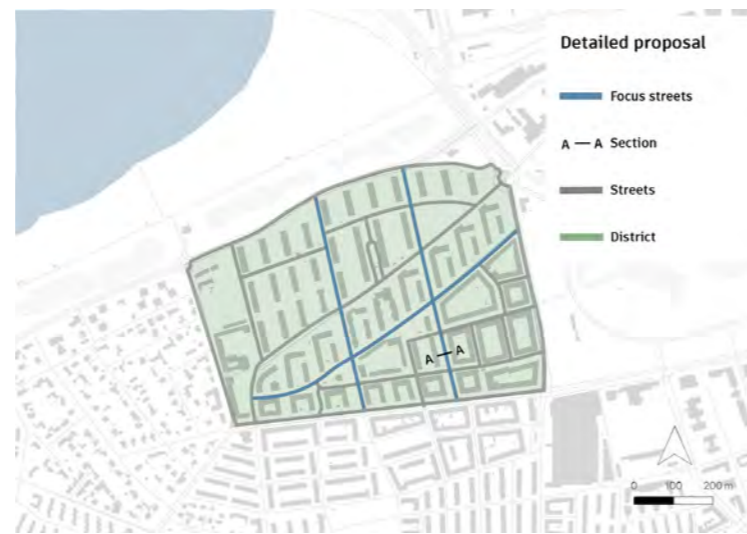 Detailed proposal
Focus streets
A — A Section
Streets
District
A — A
0 100 200 m